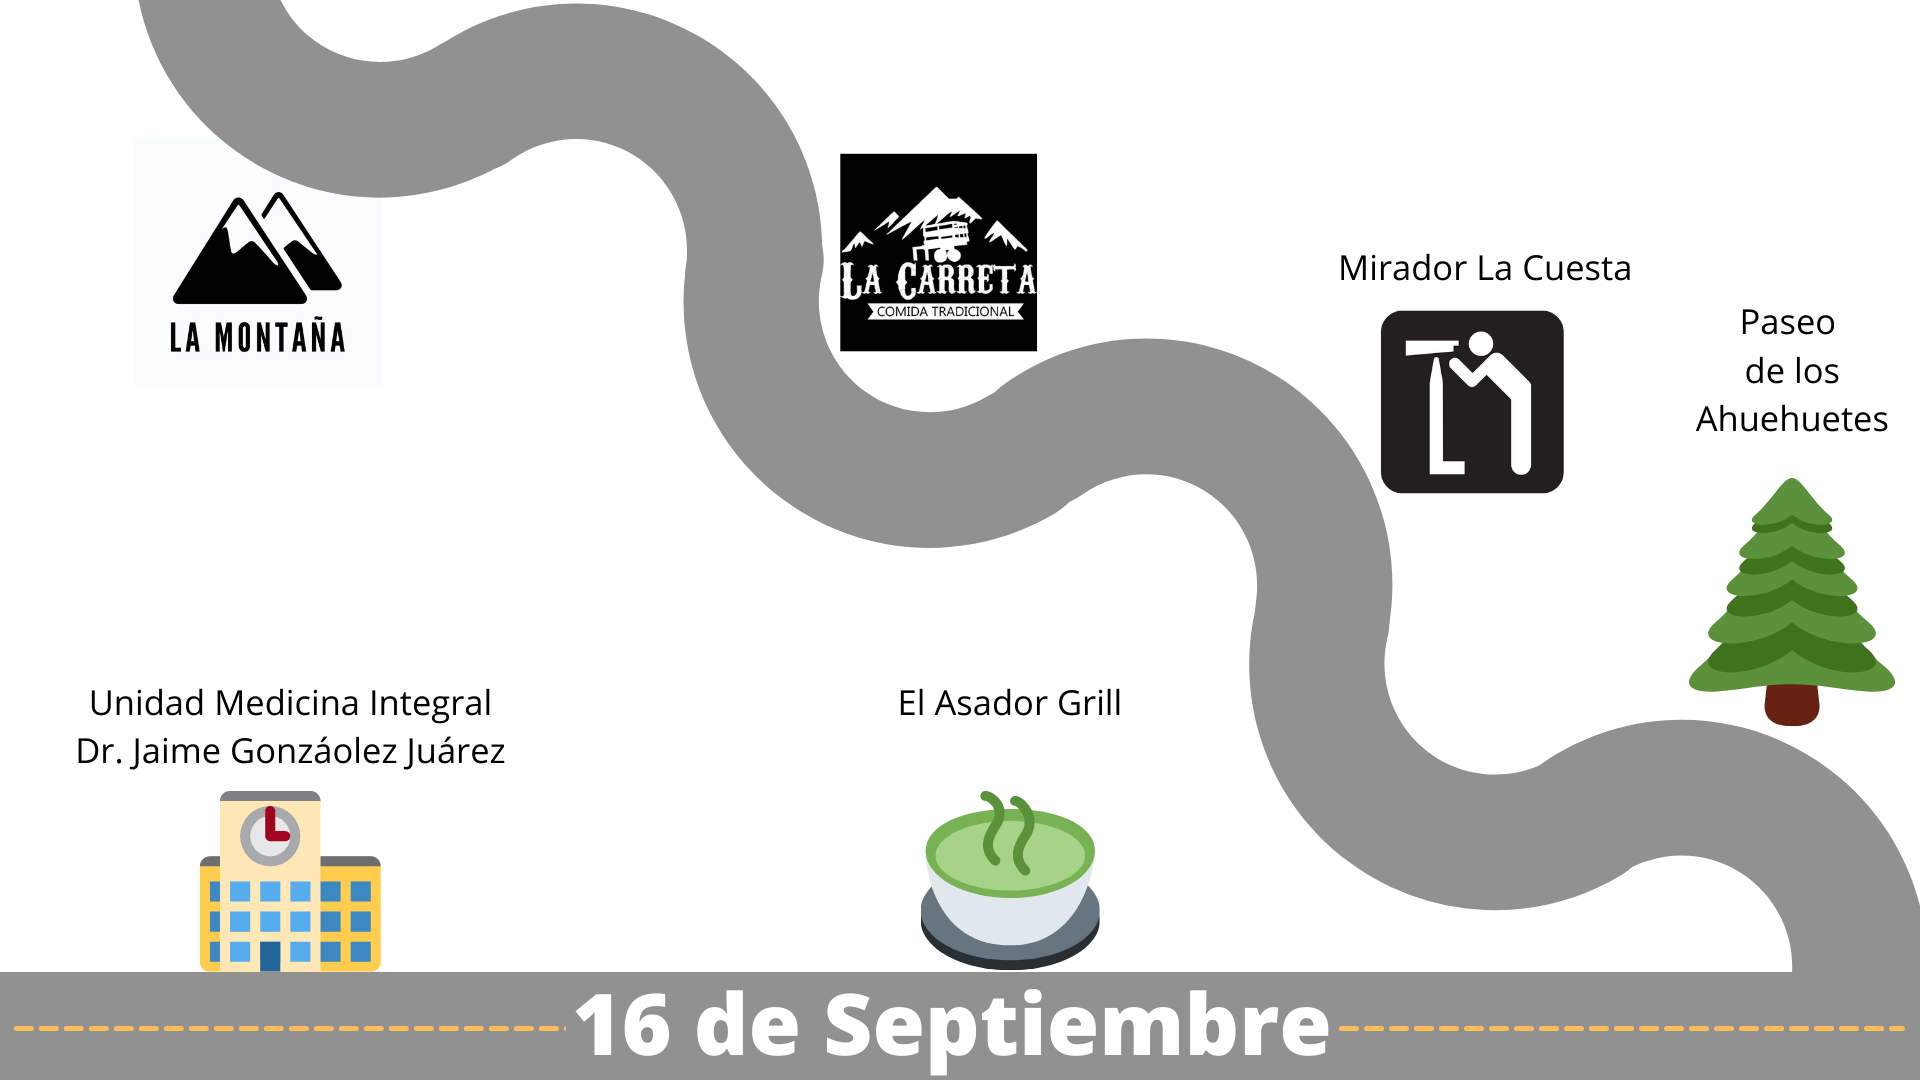 LA MONTAÑA
LA CARRETA
COMIDA TRADICIONAL
Mirador La Cuesta
Paseo
de los
Ahuehuetes
Unidad Medicina Integral
Dr. Jaime Gonzáolez Juárez
El Asador Grill
16 de Septiembre